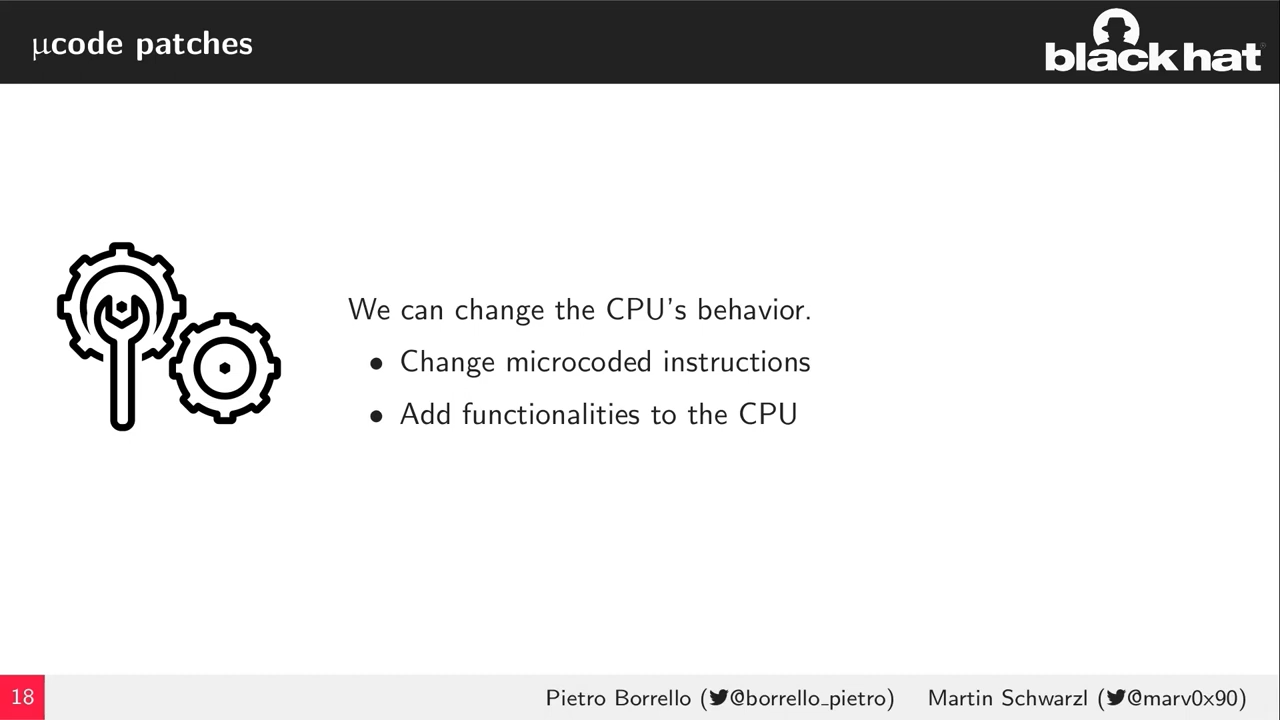 μcode patches
black hat
We can change the CPU's behavior.
• Change microcoded instructions
• Add functionalities to the CPU
18
Pietro Borrello (@borrello_pietro) Martin Schwarzl (@marv0x90)